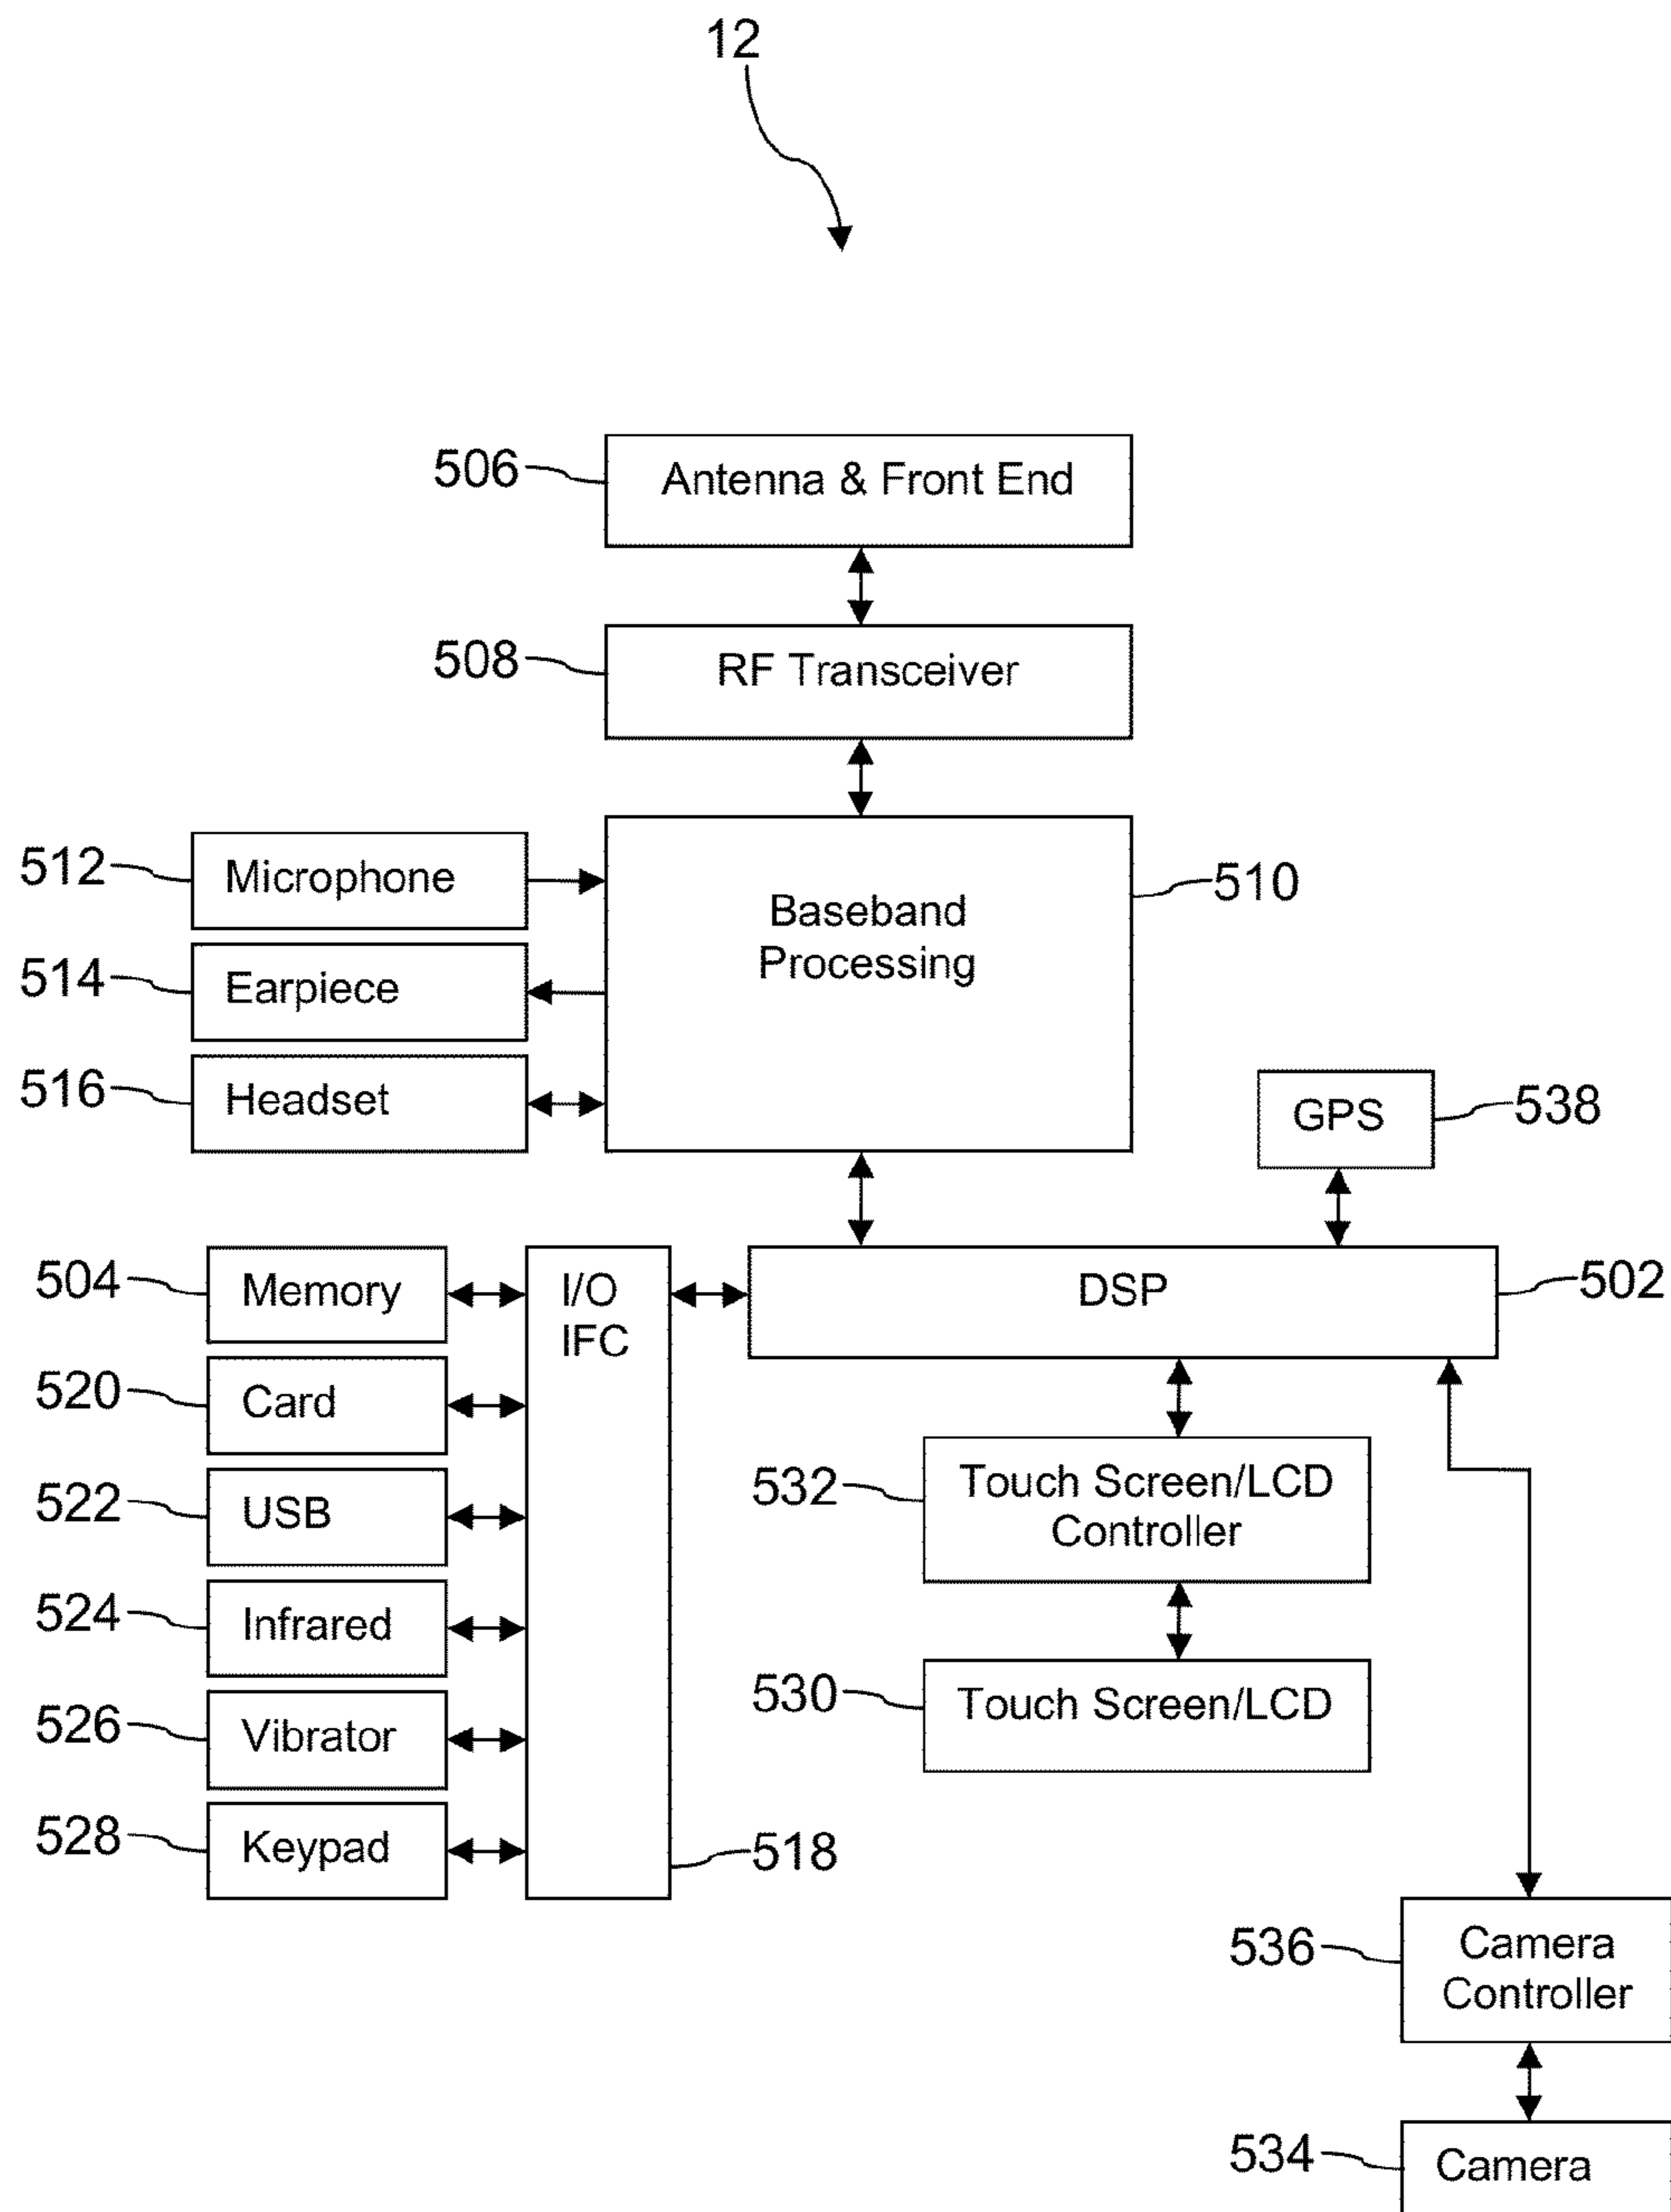 12
506
Antenna & Front End
508
RF Transceiver
512
Microphone
510
Baseband
Processing
514
Earpiece
516
Headset
GPS
538
504
Memory
I/O
IFC
DSP
502
520
Card
522
USB
532
Touch Screen/LCD
Controller
524
Infrared
530
Touch Screen/LCD
526
Vibrator
528
Keypad
518
536
Camera
Controller
534
Camera